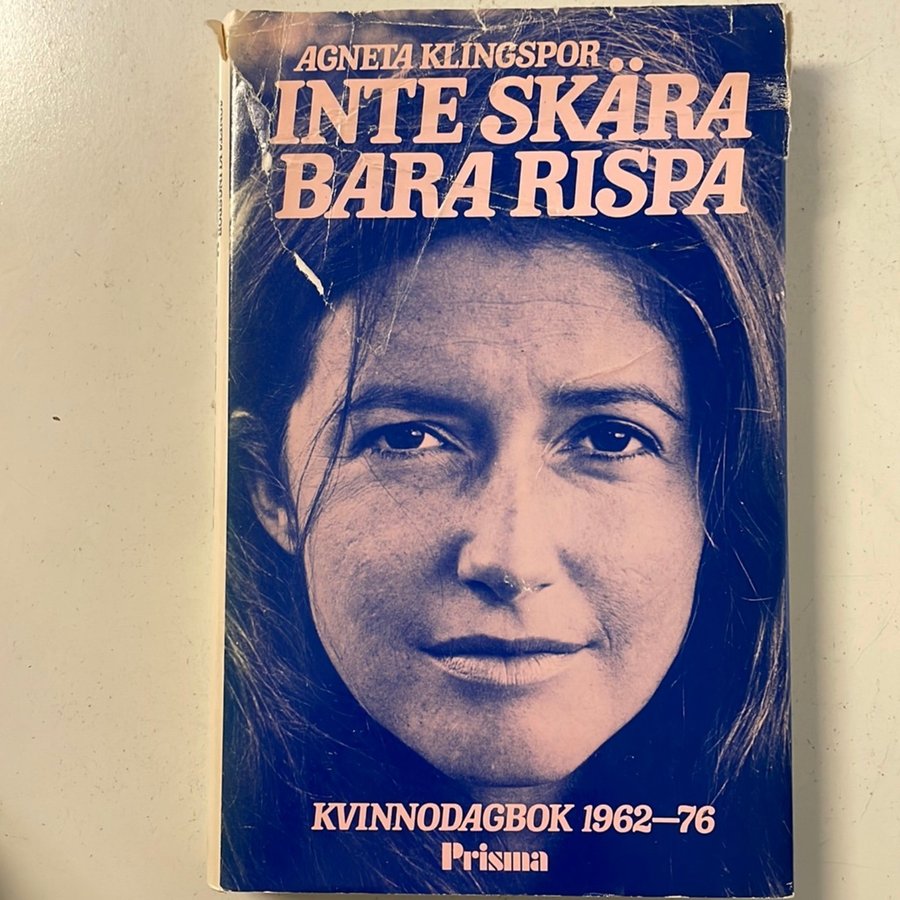 AGNETA KLINGSPOR
INTE SKÄRA
BARA RISPA
KVINNODAGBOK 1962—76
Prisma